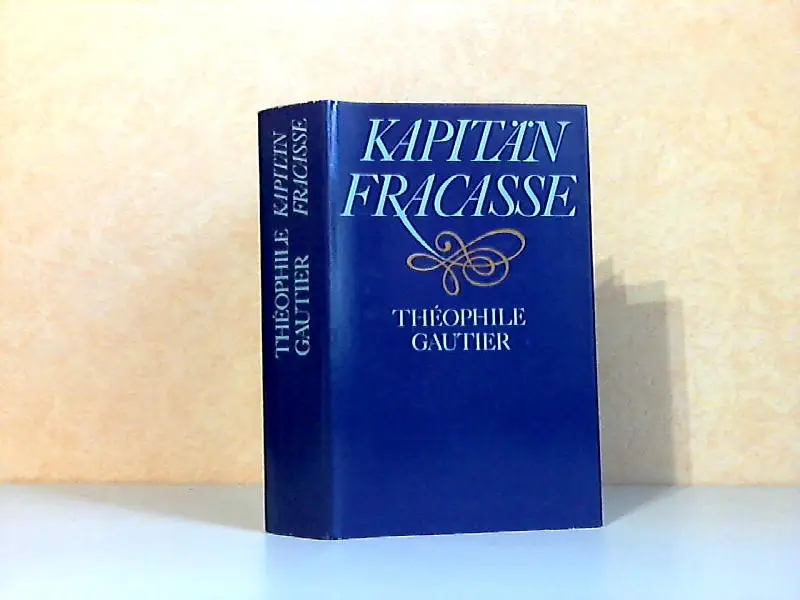 KAPITÄN
FRACASSE
THÉOPHILE
GAUTIER
THÉOPHILE
GAUTIER
KAPITÄN
FRACASSE